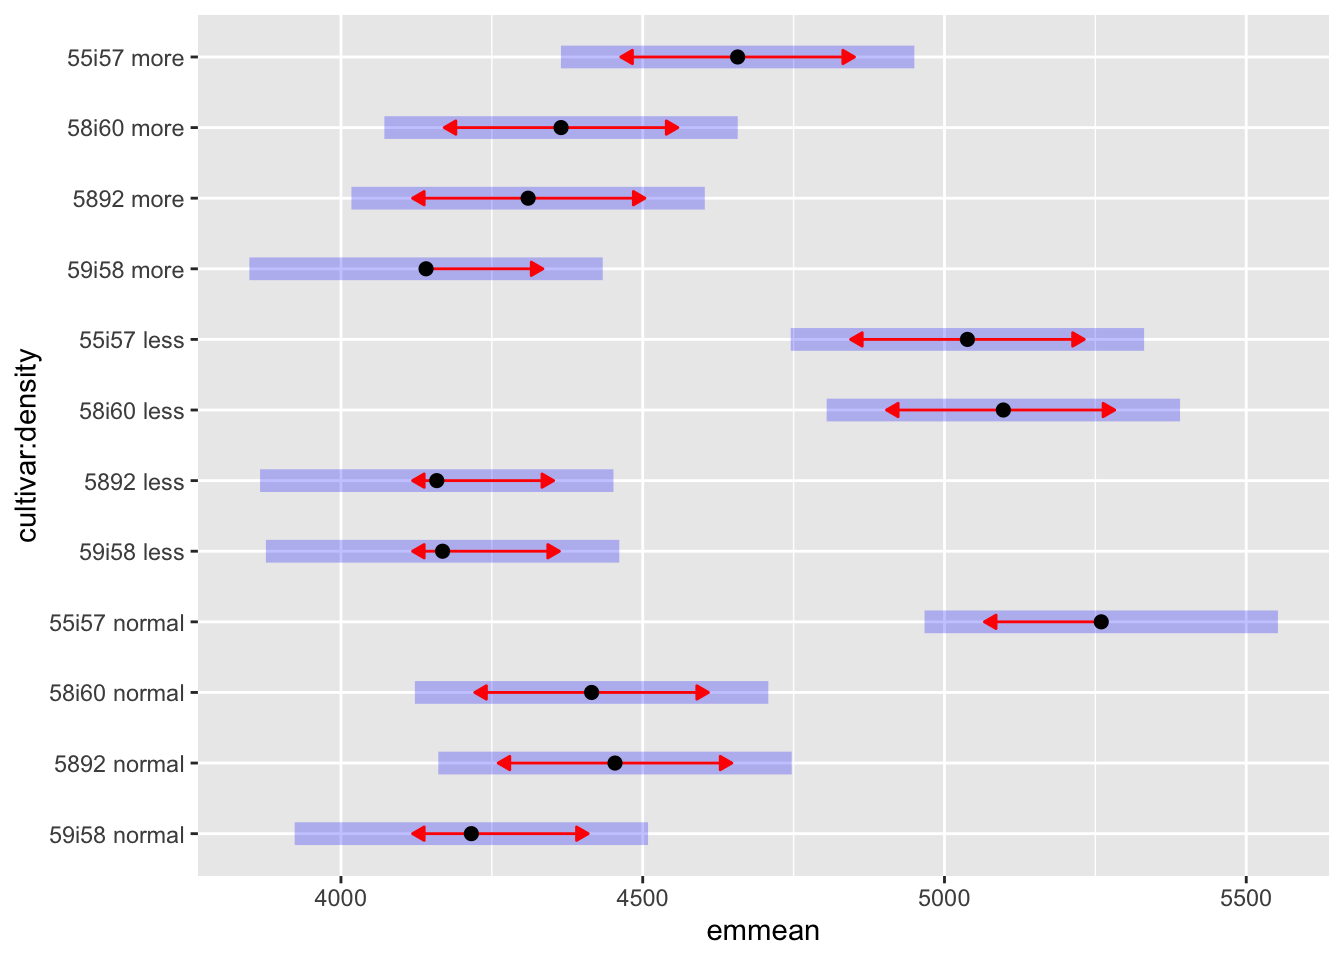 55i57 more
58i60 more
5892 more
59i58 more
55i57 less
58i60 less
5892 less
59i58 less
55i57 normal
58i60 normal
5892 normal
59i58 normal
cultivar:density
4000 4500 5000 5500
emmean